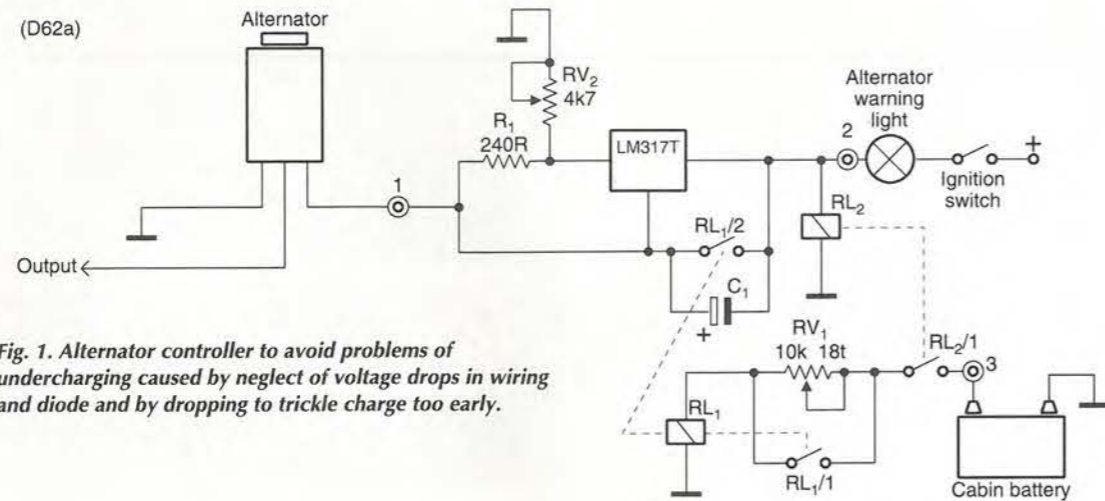 (D62a)
Alternator
RV₂
4k7
R₁
240R
LM317T
Alternator
warning
light
2
+
Ignition
switch
1
RL₂
RL₁/2
Output
C₁
+
RV₁
10k 18t
RL₂/1
3
RL₁
RL₁/1
Cabin battery
Fig. 1. Alternator controller to avoid problems of
undercharging caused by neglect of voltage drops in wiring
and diode and by dropping to trickle charge too early.